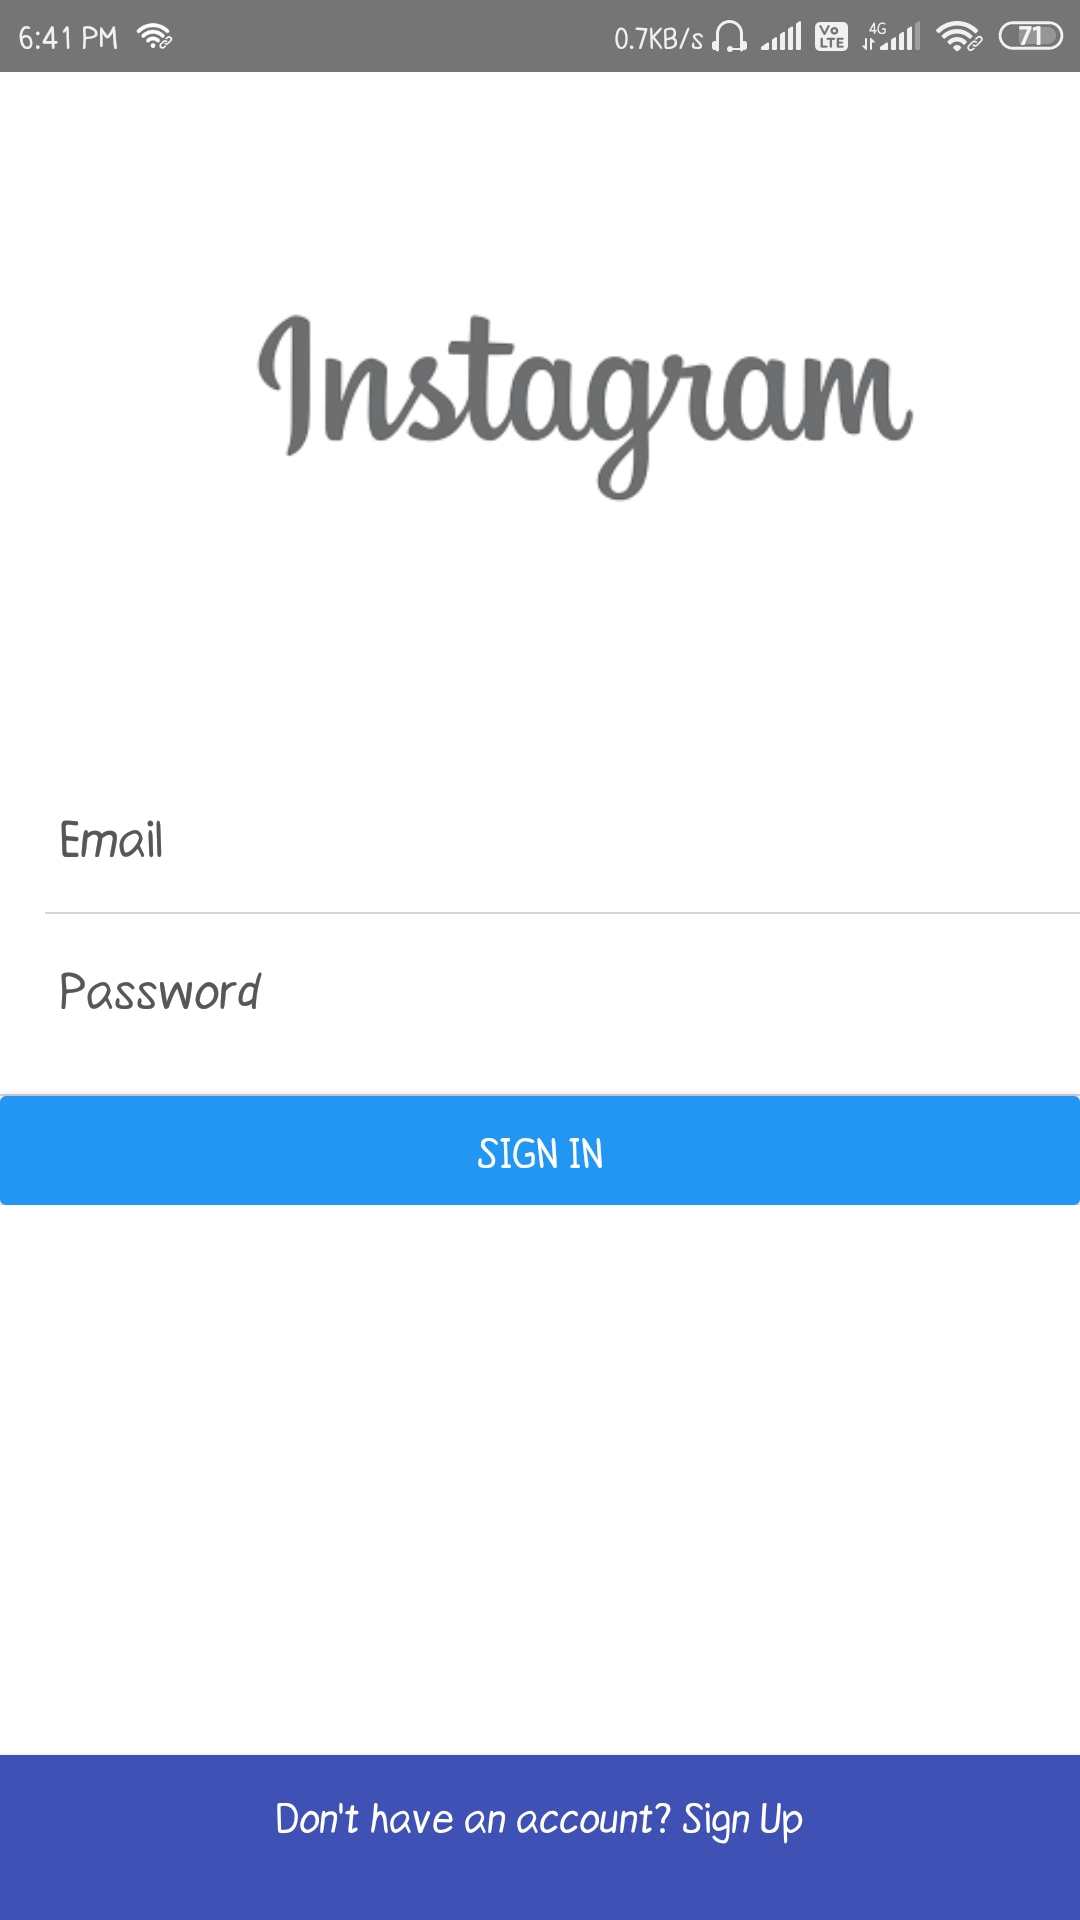 6:41 PM 0.7KB/s Vo LTE 4G 71
Instagram
Email
Password
SIGN IN
Don't have an account? Sign Up